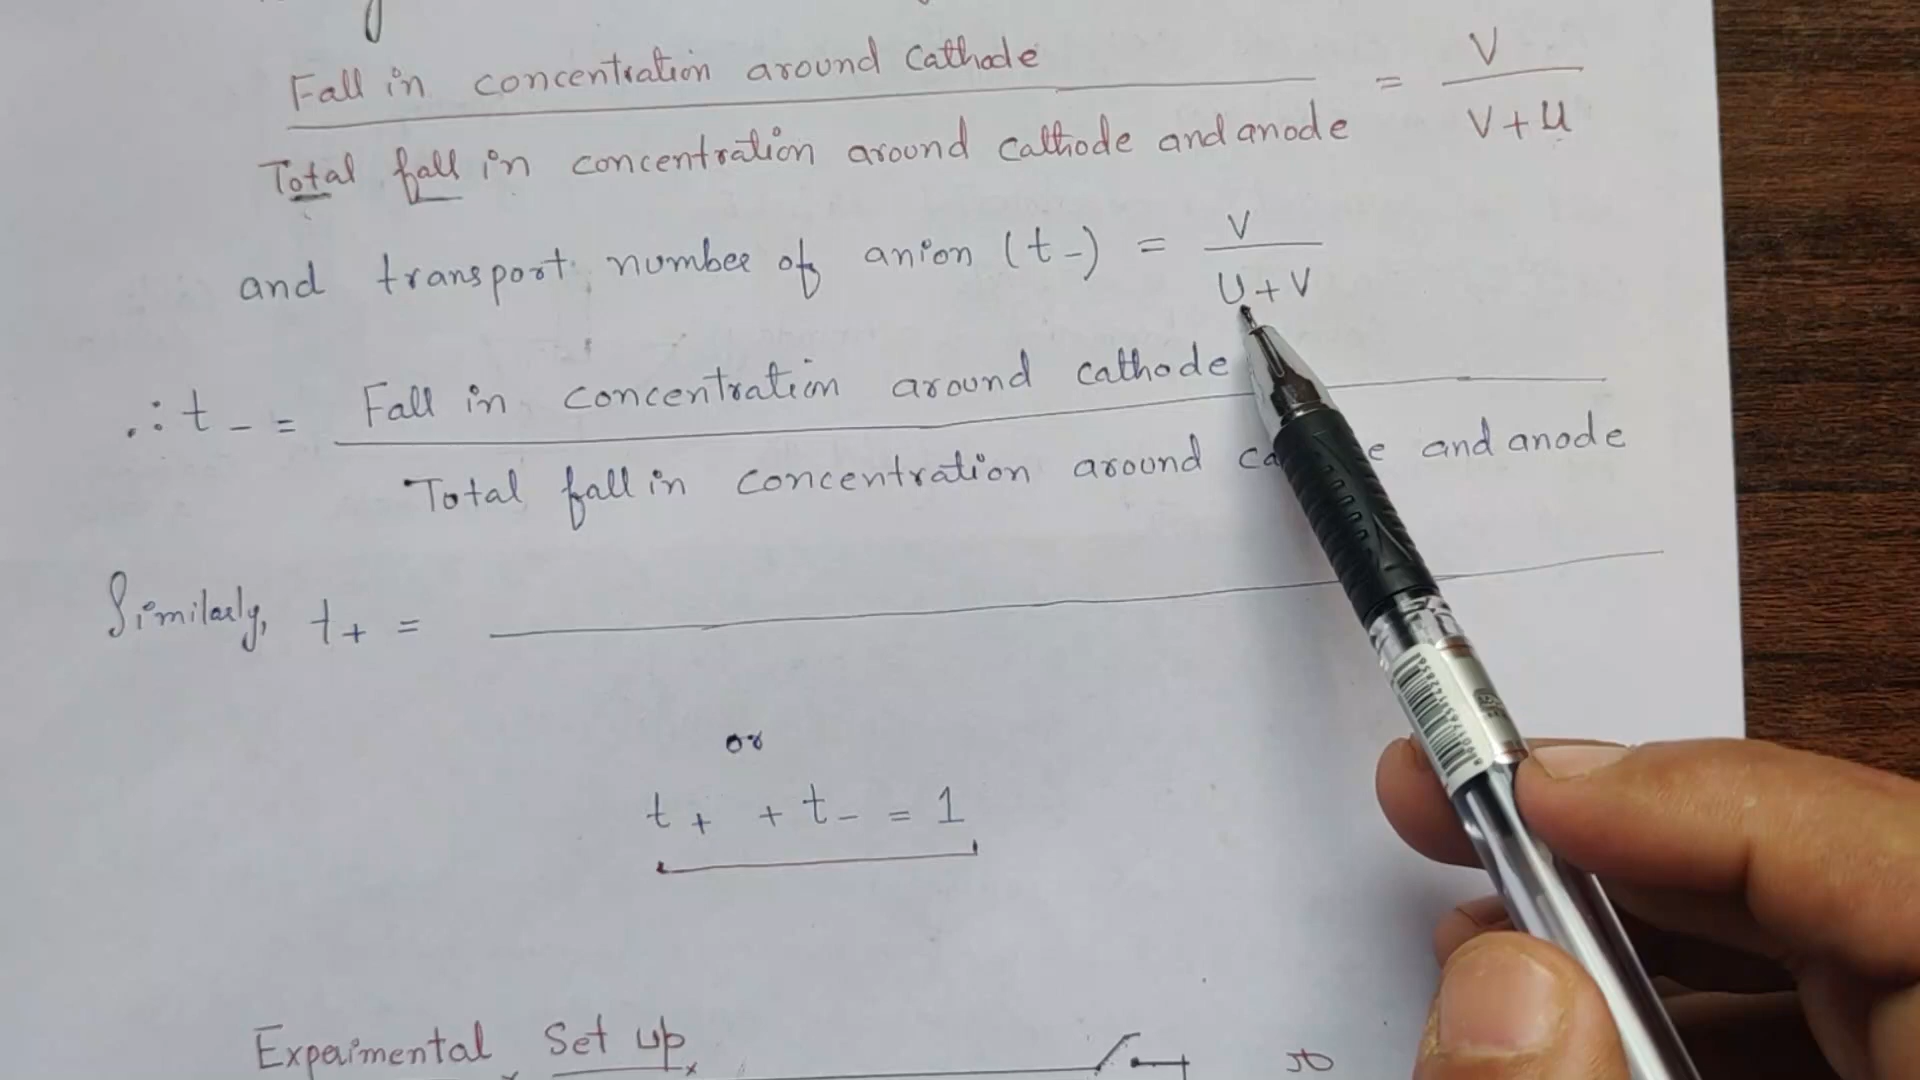 Fall in concentration around cathode
= V
Total fall in concentration around cathode and anode
V + U
and transport number of anion (t-) = V
U + V
∴ t- = Fall in concentration around cathode
Total fall in concentration around e and anode
Similarly, t+ =
or
t+ + t- = 1
Expeimental Set up